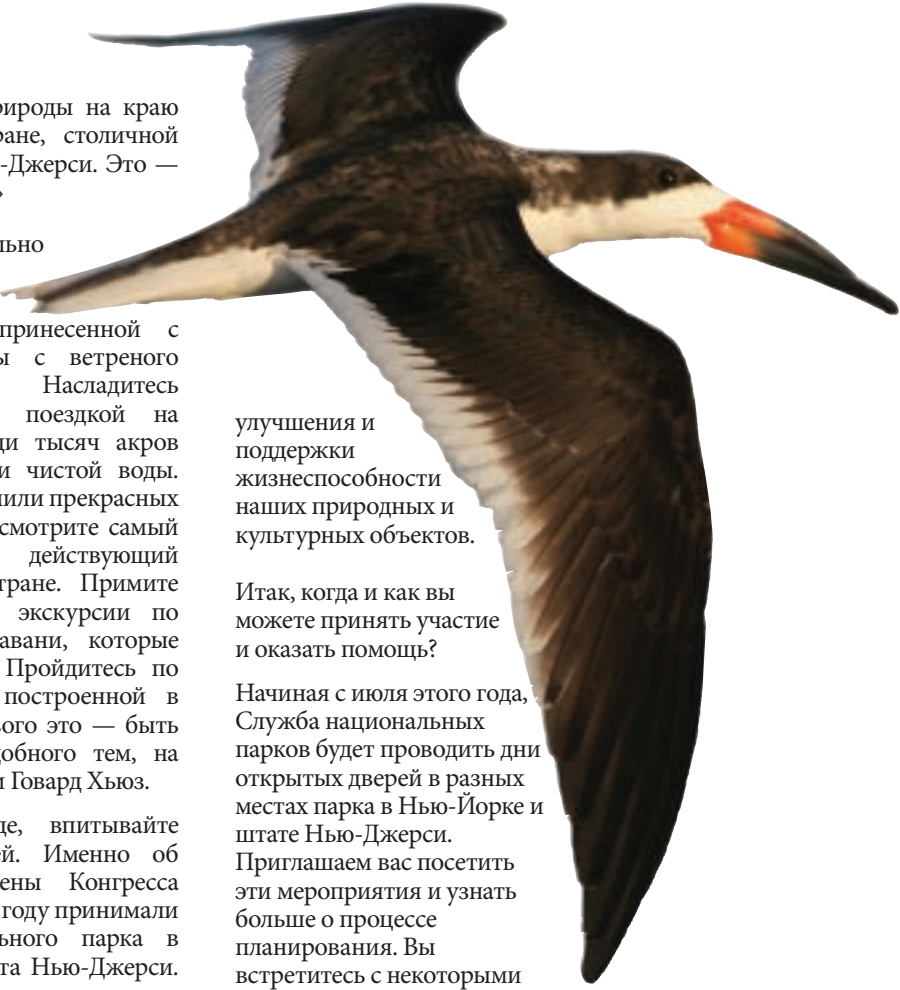 рироды на краю
ране, столичной
-Джерси. Это —
»
льно
принесенной с
ы с ветреного
Насладитесь
поездкой на
ди тысяч акров
и чистой воды.
или прекрасных
смотрите самый
действующий
тране. Примите
экскурсии по
авани, которые
Пройдитесь по
построенной в
вого это — быть
добного тем, на
и Говард Хьюз.
де, впитывайте
ей. Именно об
ены Конгресса
году принимали
ьного парка в
та Нью-Джерси.
улучшения и
поддержки
жизнеспособности
наших природных и
культурных объектов.
Итак, когда и как вы
можете принять участие
и оказать помощь?
Начиная с июля этого года,
Служба национальных
парков будет проводить дни
открытых дверей в разных
местах парка в Нью-Йорке и
штате Нью-Джерси.
Приглашаем вас посетить
эти мероприятия и узнать
больше о процессе
планирования. Вы
встретитесь с некоторыми